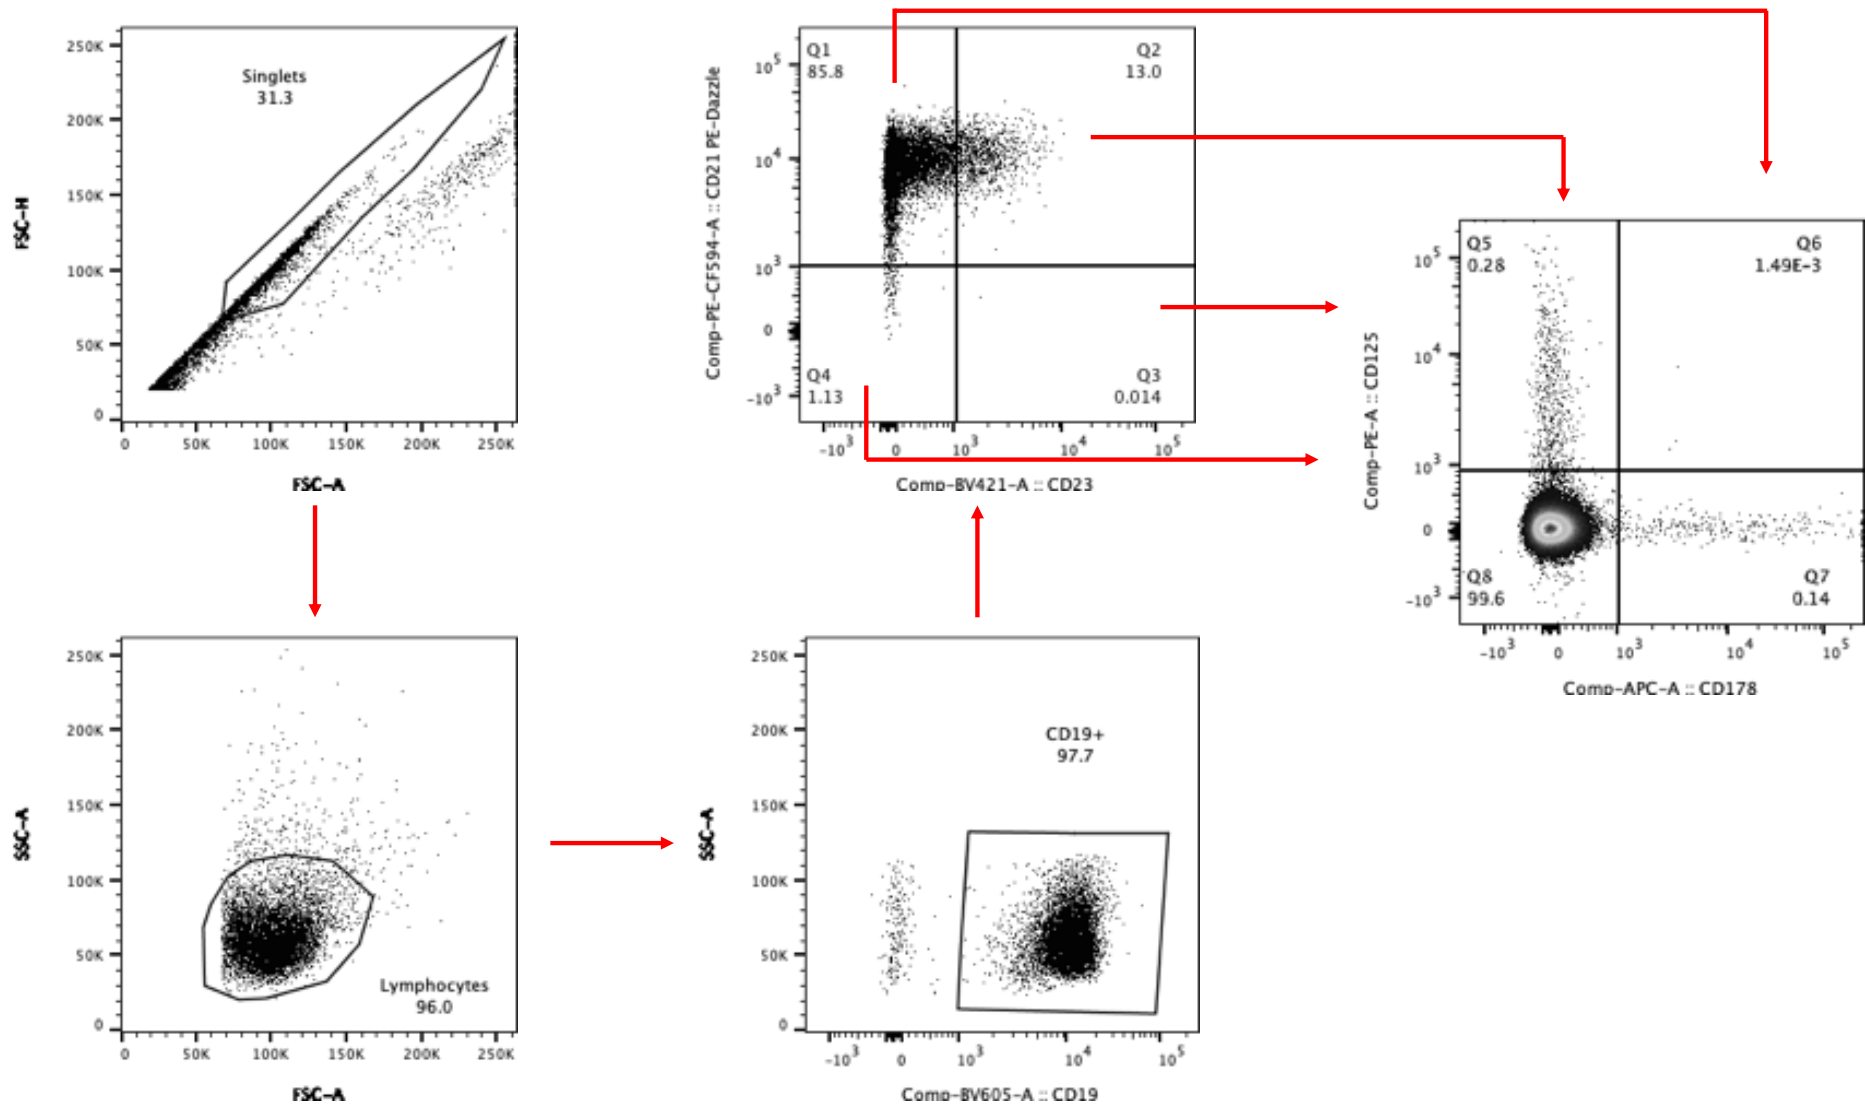 250K
200K
150K
100K
50K
0
Singlets
31.3
FSC-H
0
50K
100K
150K
200K
250K
FSC-A
Q1
85.8
Q2
13.0
Q4
1.13
Q3
0.014
10^5
10^4
10^3
0
-10^3
Comp-PE-CF594-A :: CD21 PE-Dazzle
-10^3
0
10^3
10^4
10^5
Comp-BV421-A :: CD23
Q5
0.28
Q6
1.49E-3
Q8
99.6
Q7
0.14
10^5
10^4
10^3
0
-10^3
Comp-PE-A :: CD125
-10^3
0
10^3
10^4
10^5
Comp-APC-A :: CD178
250K
200K
150K
100K
50K
0
SSC-A
Lymphocytes
96.0
0
50K
100K
150K
200K
250K
FSC-A
250K
200K
150K
100K
50K
0
SSC-A
CD19+
97.7
-10^3
0
10^3
10^4
10^5
Comp-BV605-A :: CD19